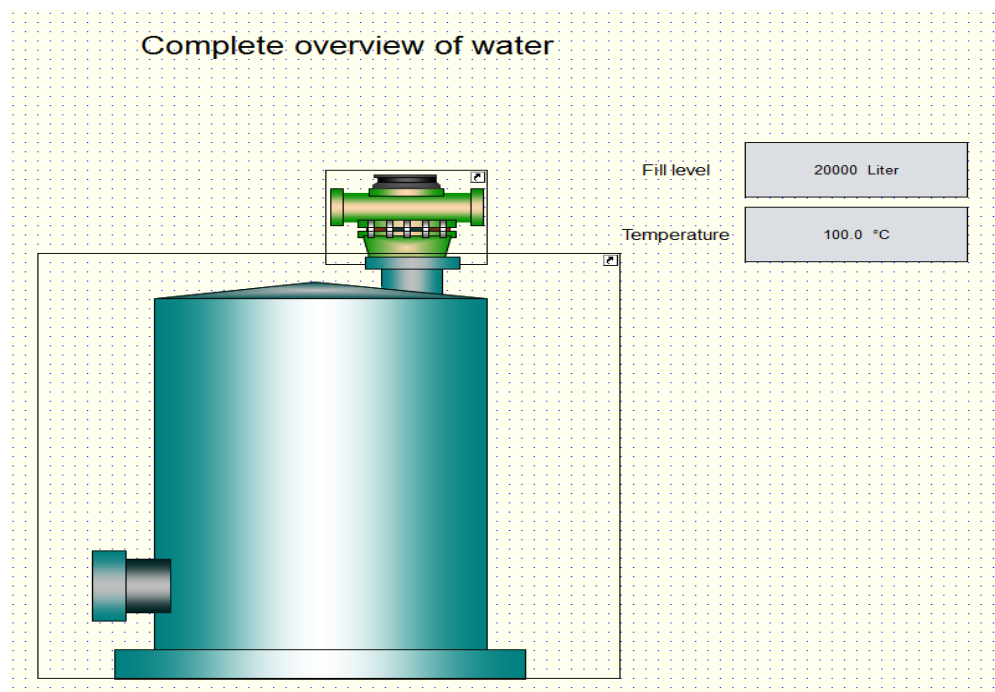 Complete overview of water
Fill level
20000 Liter
Temperature
100.0 °C